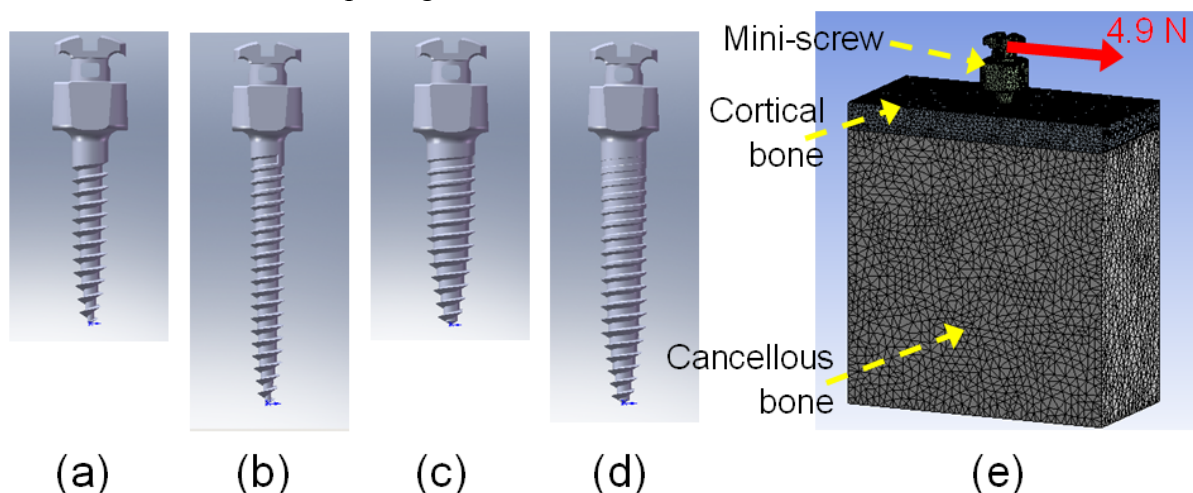 Mini-screw
4.9 N
Cortical
bone
Cancellous
bone
(a)
(b)
(c)
(d)
(e)